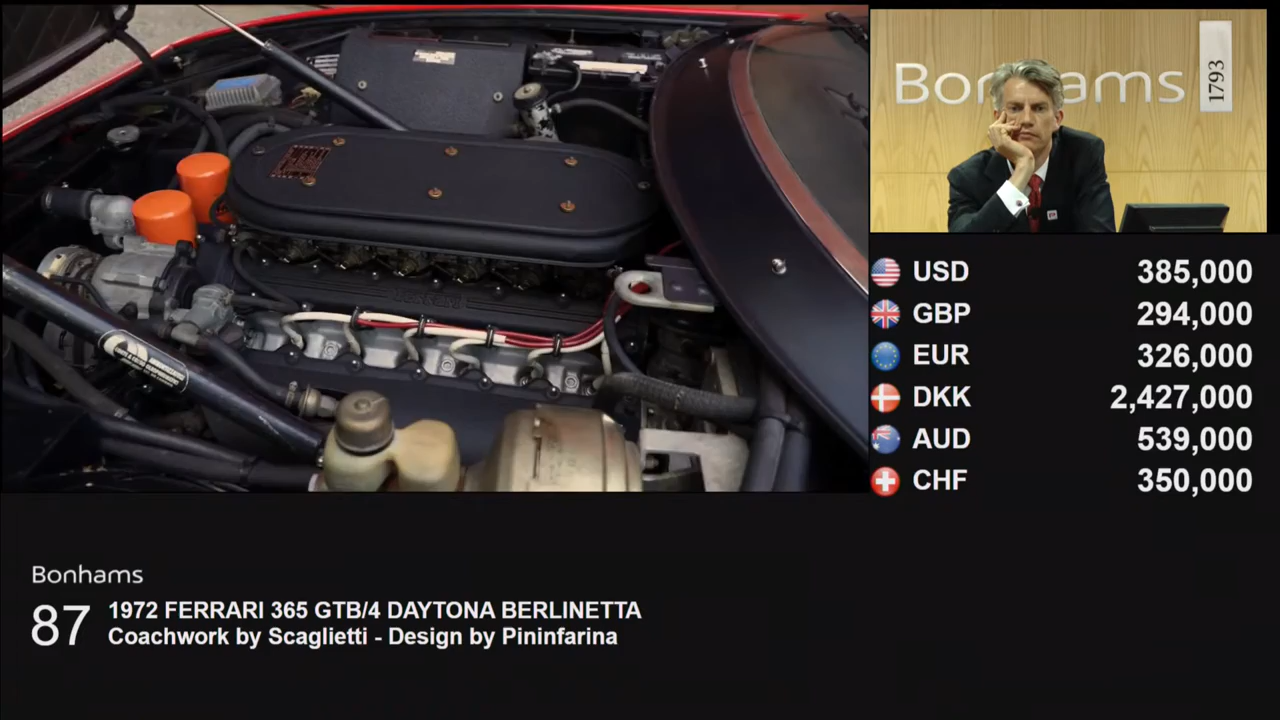 Bonhams
1793
USD 385,000
GBP 294,000
EUR 326,000
DKK 2,427,000
AUD 539,000
CHF 350,000
Bonhams
87
1972 FERRARI 365 GTB/4 DAYTONA BERLINETTA
Coachwork by Scaglietti - Design by Pininfarina